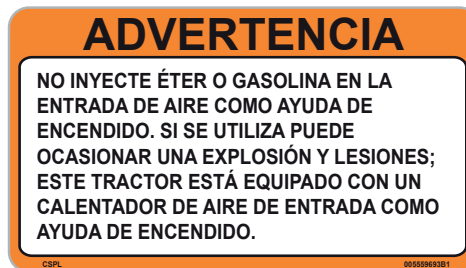 ADVERTENCIA
NO INYECTE ÉTER O GASOLINA EN LA
ENTRADA DE AIRE COMO AYUDA DE
ENCENDIDO. SI SE UTILIZA PUEDE
OCASIONAR UNA EXPLOSIÓN Y LESIONES;
ESTE TRACTOR ESTÁ EQUIPADO CON UN
CALENTADOR DE AIRE DE ENTRADA COMO
AYUDA DE ENCENDIDO.
CSPL 005559693B1